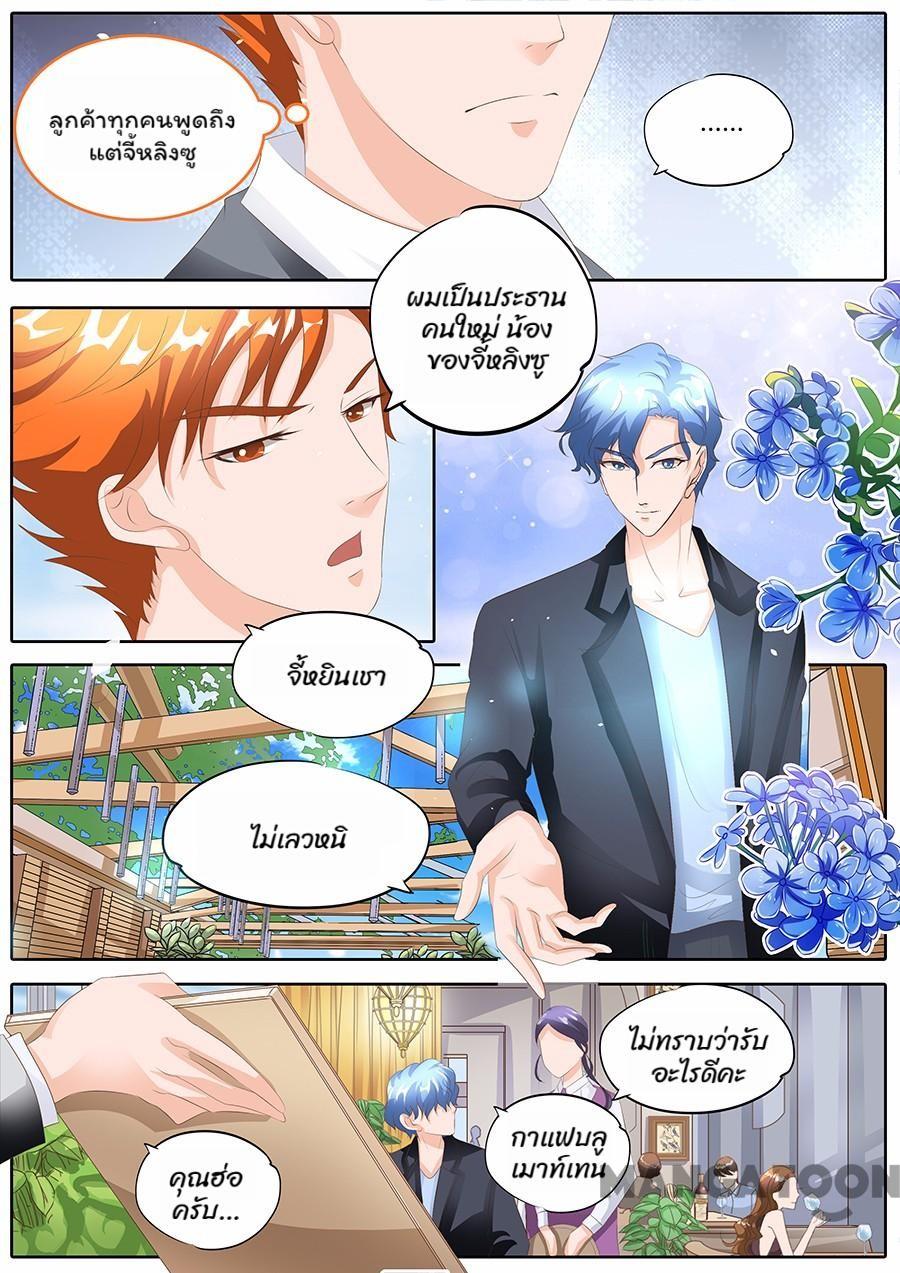 ลูกค้าทุกคนพูดถึง
แต่จี้หลิงซู
......
ผมเป็นประธาน
คนใหม่ น้อง
ของจี้หลิงซู
จี้หยินเชา
ไม่เลวหนิ
ไม่ทราบว่ารับ
อะไรดีคะ
กาแฟบลู
เมาท์เทน
คุณฮ่อ
ครับ...
MANGATOON